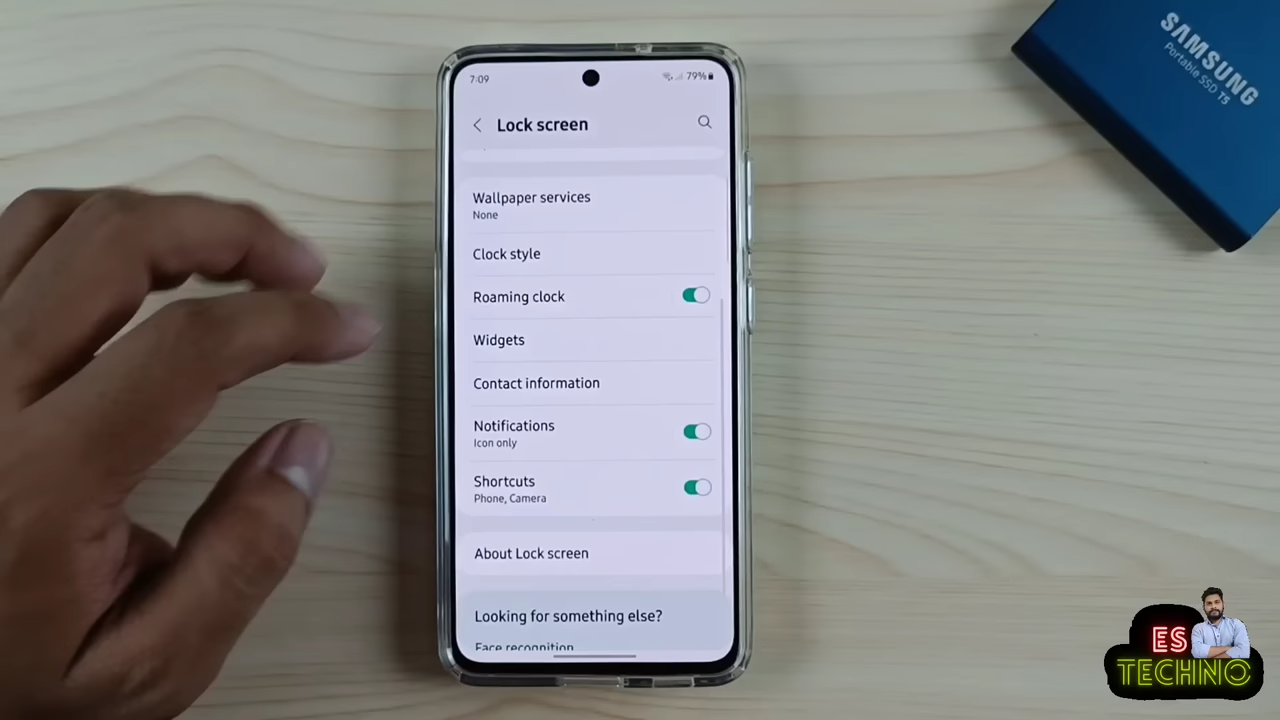 7:09
79%
Lock screen
Wallpaper services
None
Clock style
Roaming clock
Widgets
Contact information
Notifications
Icon only
Shortcuts
Phone, Camera
About Lock screen
Looking for something else?
Face recognition
SAMSUNG
Portable SSD T5
ES
TECHNO